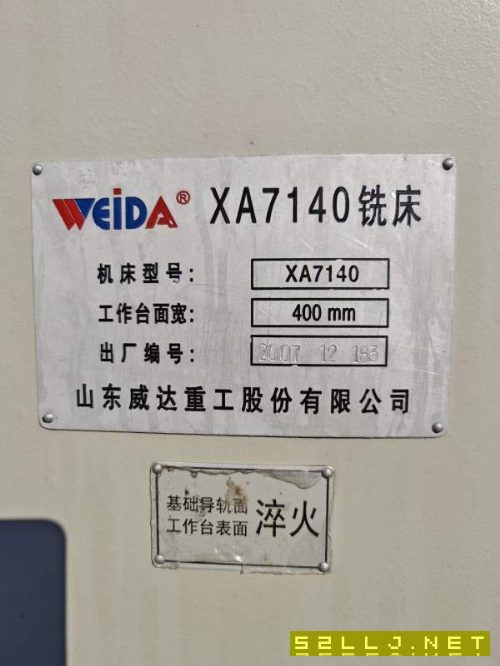 WEIDA® XA7140铣床
机床型号: XA7140
工作台面宽: 400 mm
出厂编号: 2007 12 183
山东威达重工股份有限公司
基础导轨面
工作台表面
淬火
52LLJ.NET